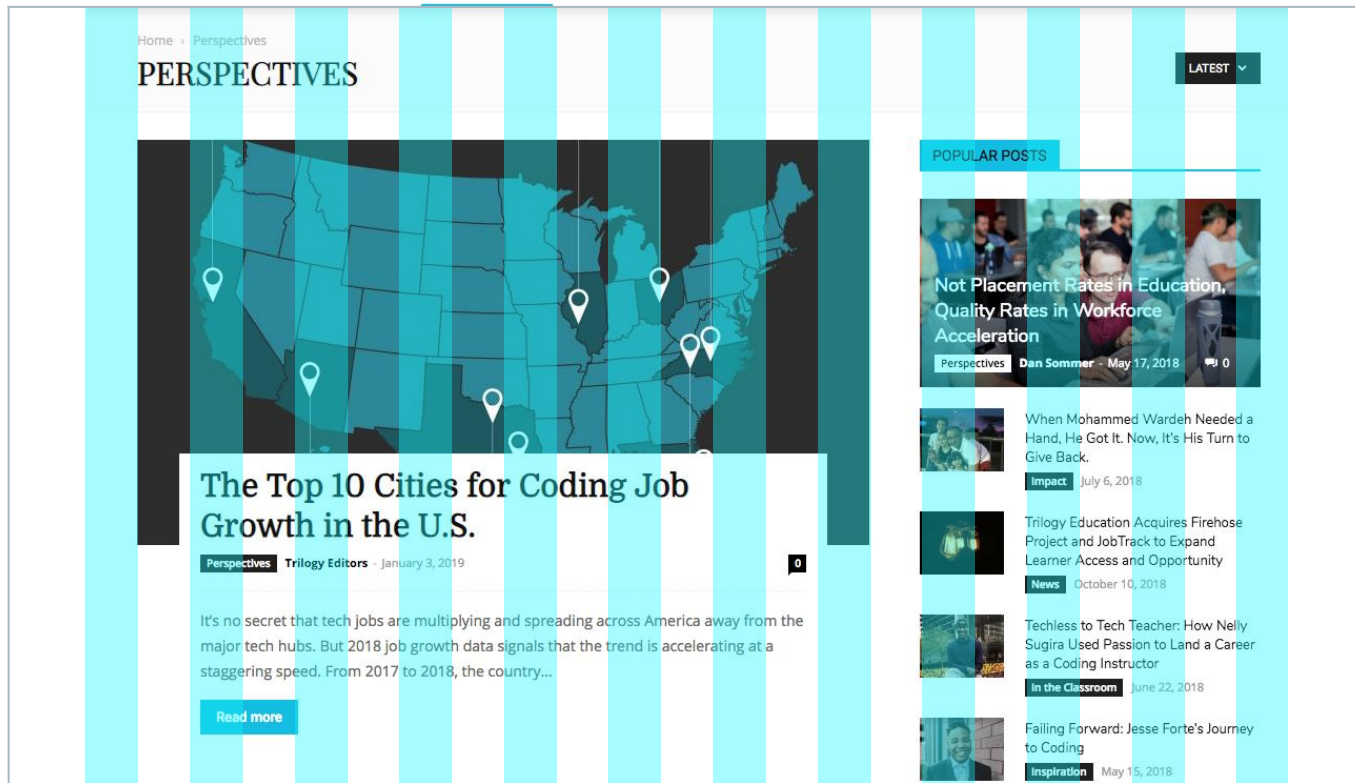 Home › Perspectives
PERSPECTIVES
LATEST
The Top 10 Cities for Coding Job
Growth in the U.S.
Perspectives Trilogy Editors - January 3, 2019 0
It's no secret that tech jobs are multiplying and spreading across America away from the
major tech hubs. But 2018 job growth data signals that the trend is accelerating at a
staggering speed. From 2017 to 2018, the country...
Read more
POPULAR POSTS
Not Placement Rates in Education,
Quality Rates in Workforce
Acceleration
Perspectives Dan Sommer - May 17, 2018 0
When Mohammed Wardeh Needed a
Hand, He Got It. Now, It's His Turn to
Give Back.
Impact July 6, 2018
Trilogy Education Acquires Firehose
Project and JobTrack to Expand
Learner Access and Opportunity
News October 10, 2018
Techless to Tech Teacher: How Nelly
Sugira Used Passion to Land a Career
as a Coding Instructor
In the Classroom June 22, 2018
Failing Forward: Jesse Forte's Journey
to Coding
Inspiration May 15, 2018